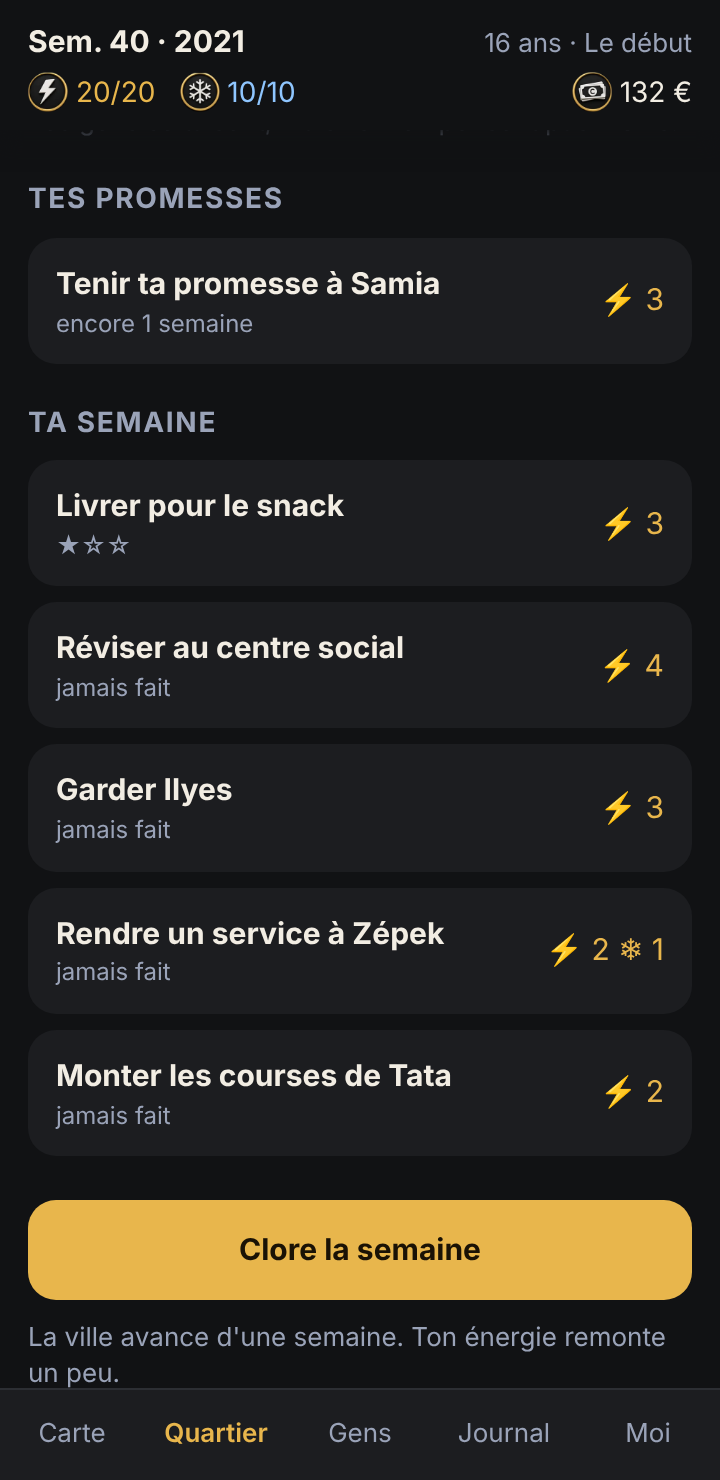 Sem. 40 · 2021
16 ans · Le début
20/20
10/10
132 €
TES PROMESSES
Tenir ta promesse à Samia
⚡ 3
encore 1 semaine
TA SEMAINE
Livrer pour le snack
⚡ 3
★☆☆
Réviser au centre social
⚡ 4
jamais fait
Garder Ilyes
⚡ 3
jamais fait
Rendre un service à Zépek
⚡ 2 ❄ 1
jamais fait
Monter les courses de Tata
⚡ 2
jamais fait
Clore la semaine
La ville avance d'une semaine. Ton énergie remonte
un peu.
Carte
Quartier
Gens
Journal
Moi